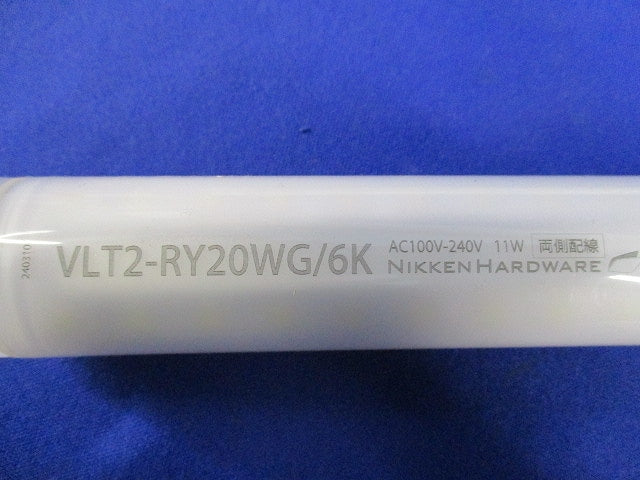 240310
VLT2-RY20WG/6K
AC100V-240V 11W 両側配線
NIKKEN HARDWARE